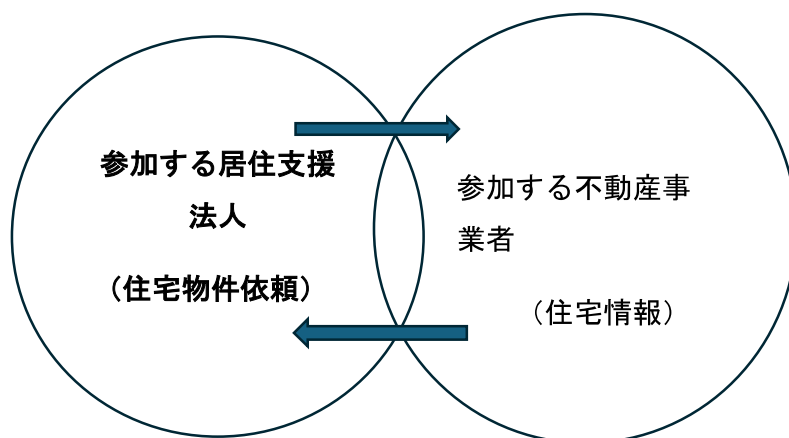 参加する居住支援
法人
（住宅物件依頼）
参加する不動産事
業者
（住宅情報）